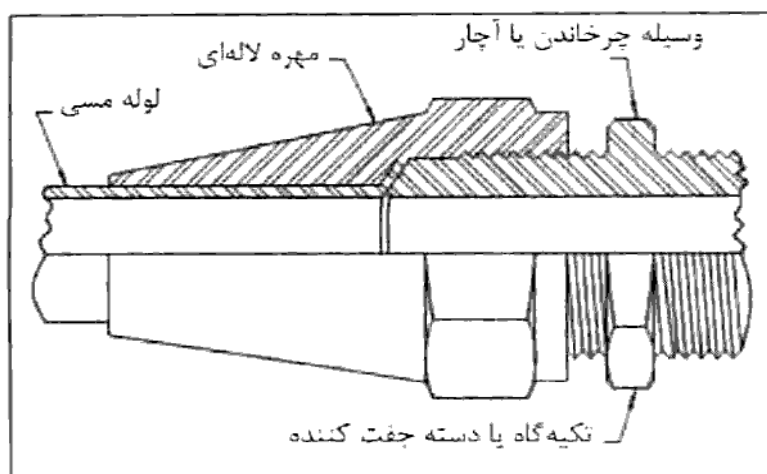 وسیله چرخاندن یا آچار
مهره لاله‌ای
لوله مسی
تکیه‌گاه یا دسته جفت کننده